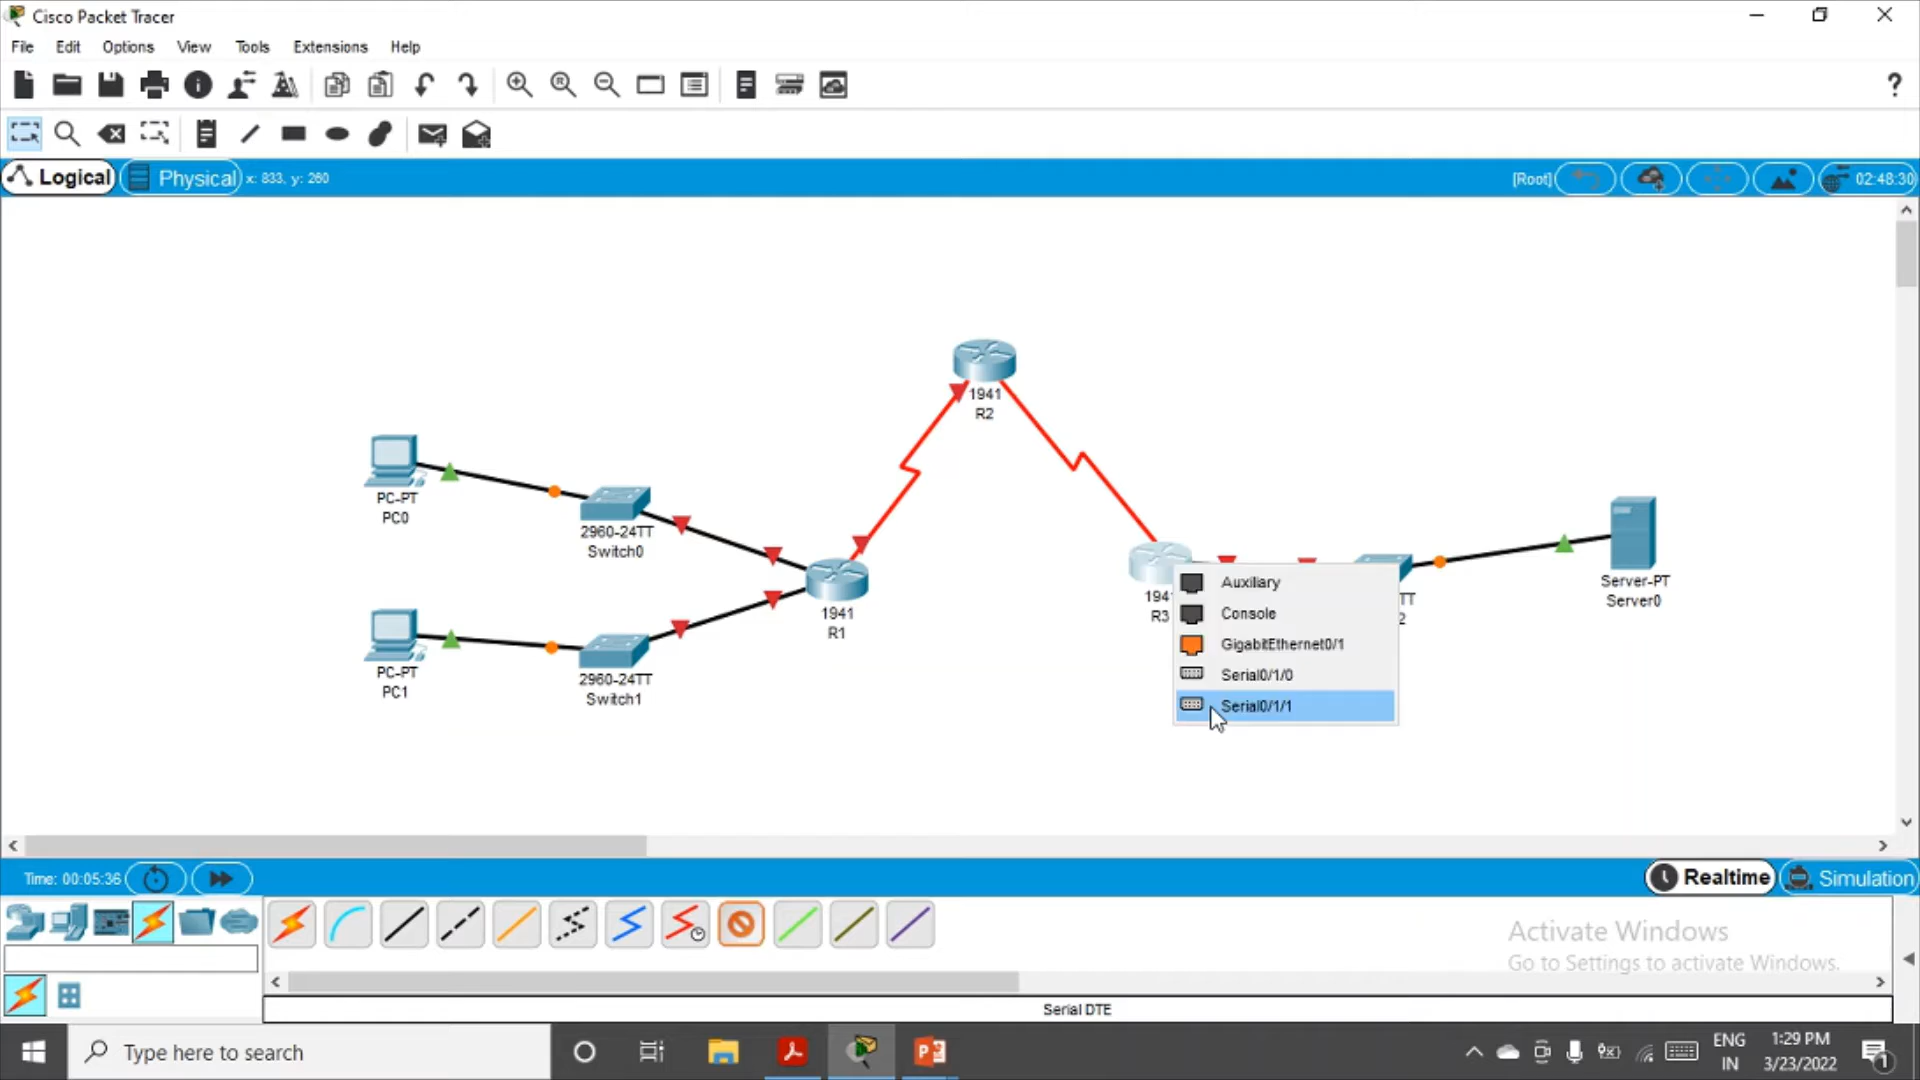 Cisco Packet Tracer
File Edit Options View Tools Extensions Help
?
Logical Physical x: 833, y: 260 [Root] 02:48:30
1941
R2
PC-PT
PC0
2960-24TT
Switch0
1941
R1
PC-PT
PC1
2960-24TT
Switch1
194
R3
TT
2
Server-PT
Server0
Auxiliary
Console
GigabitEthernet0/1
Serial0/1/0
Serial0/1/1
Time: 00:05:36 Realtime Simulation
Activate Windows
Go to Settings to activate Windows.
Serial DTE
Type here to search
ENG
IN
1:29 PM
3/23/2022
1